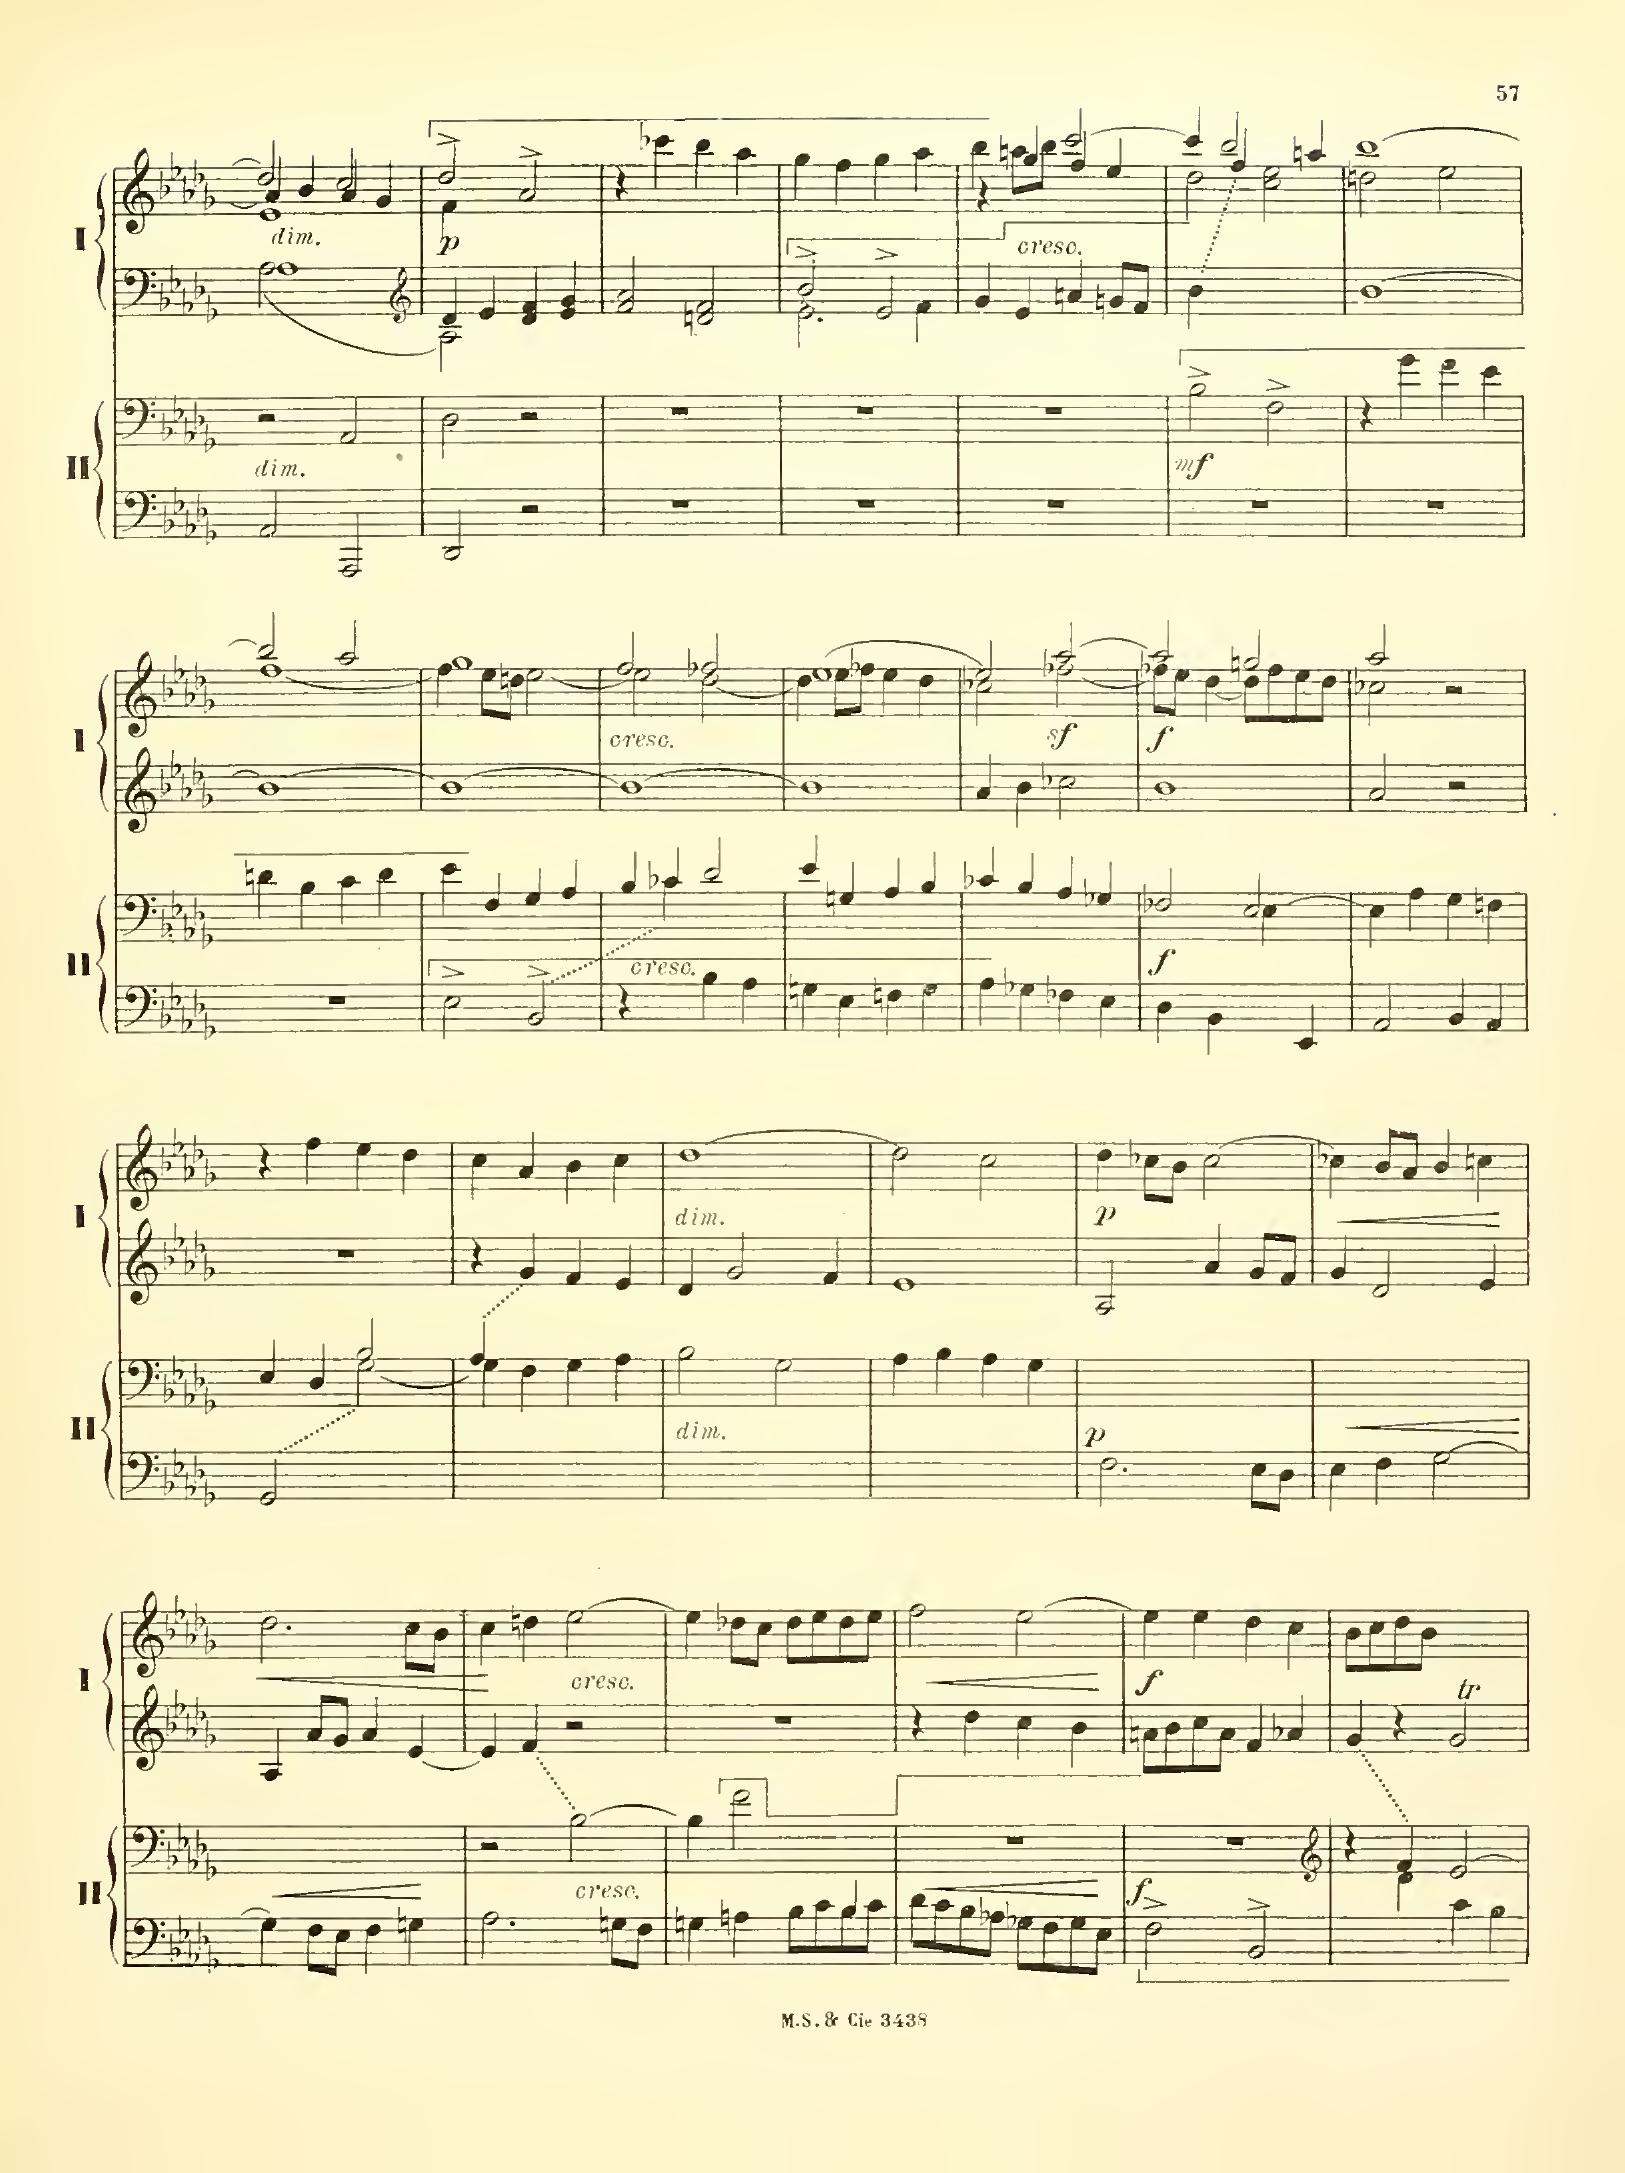 57
I
dim.
p
cresc.
II
dim.
mf
I
cresc.
sf
f
II
cresc.
f
I
dim.
p
II
dim.
p
I
cresc.
f
tr
II
cresc.
f
M.S. & Cie 3438